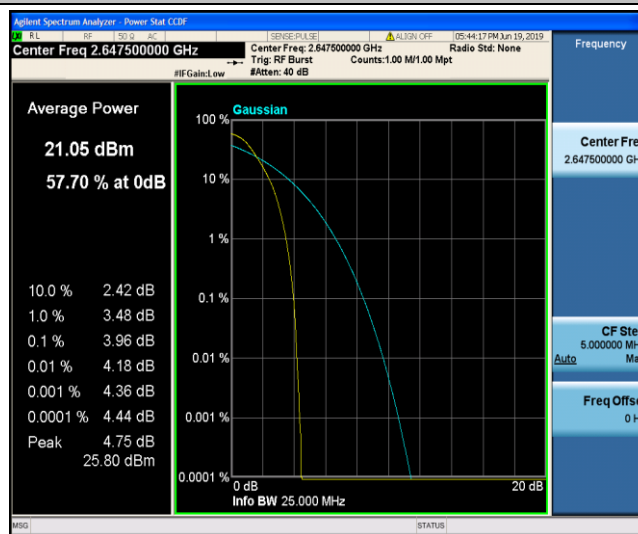 Agilent Spectrum Analyzer - Power Stat CCDF
RL RF 50 Ω AC SENSE:PULSE ALIGN OFF 05:44:17 PM Jun 19, 2019
Center Freq 2.647500000 GHz
Center Freq: 2.647500000 GHz Radio Std: None
Trig: RF Burst Counts:1.00 M/1.00 Mpt
#IFGain:Low #Atten: 40 dB
Frequency
Average Power
21.05 dBm
57.70 % at 0dB
10.0 % 2.42 dB
1.0 % 3.48 dB
0.1 % 3.96 dB
0.01 % 4.18 dB
0.001 % 4.36 dB
0.0001 % 4.44 dB
Peak 4.75 dB
25.80 dBm
Gaussian
100 %
10 %
1 %
0.1 %
0.01 %
0.001 %
0.0001 %
0 dB 20 dB
Info BW 25.000 MHz
Center Fre
2.647500000 GH
CF Ste
5.000000 MH
Auto Ma
Freq Offs
0 H
MSG STATUS